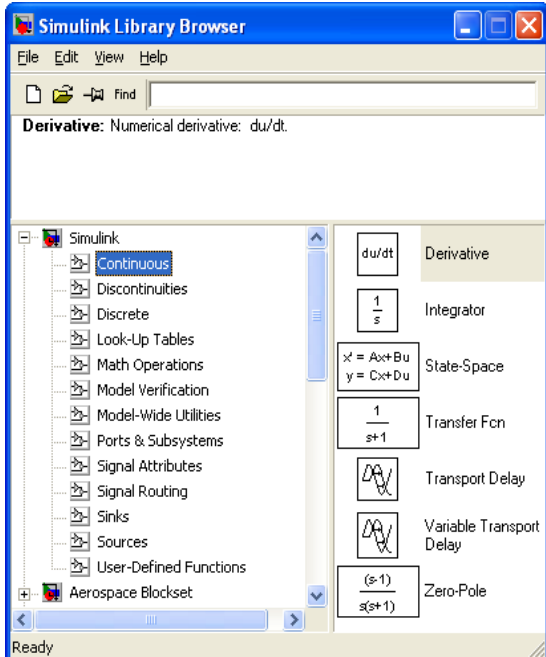 Simulink Library Browser
File Edit View Help
Find
Derivative: Numerical derivative: du/dt.
Simulink
Continuous
Discontinuities
Discrete
Look-Up Tables
Math Operations
Model Verification
Model-Wide Utilities
Ports & Subsystems
Signal Attributes
Signal Routing
Sinks
Sources
User-Defined Functions
Aerospace Blockset
du/dt Derivative
1
s
Integrator
x' = Ax+Bu
y = Cx+Du
State-Space
1
s+1
Transfer Fcn
Transport Delay
Variable Transport
Delay
(s-1)
s(s+1)
Zero-Pole
Ready